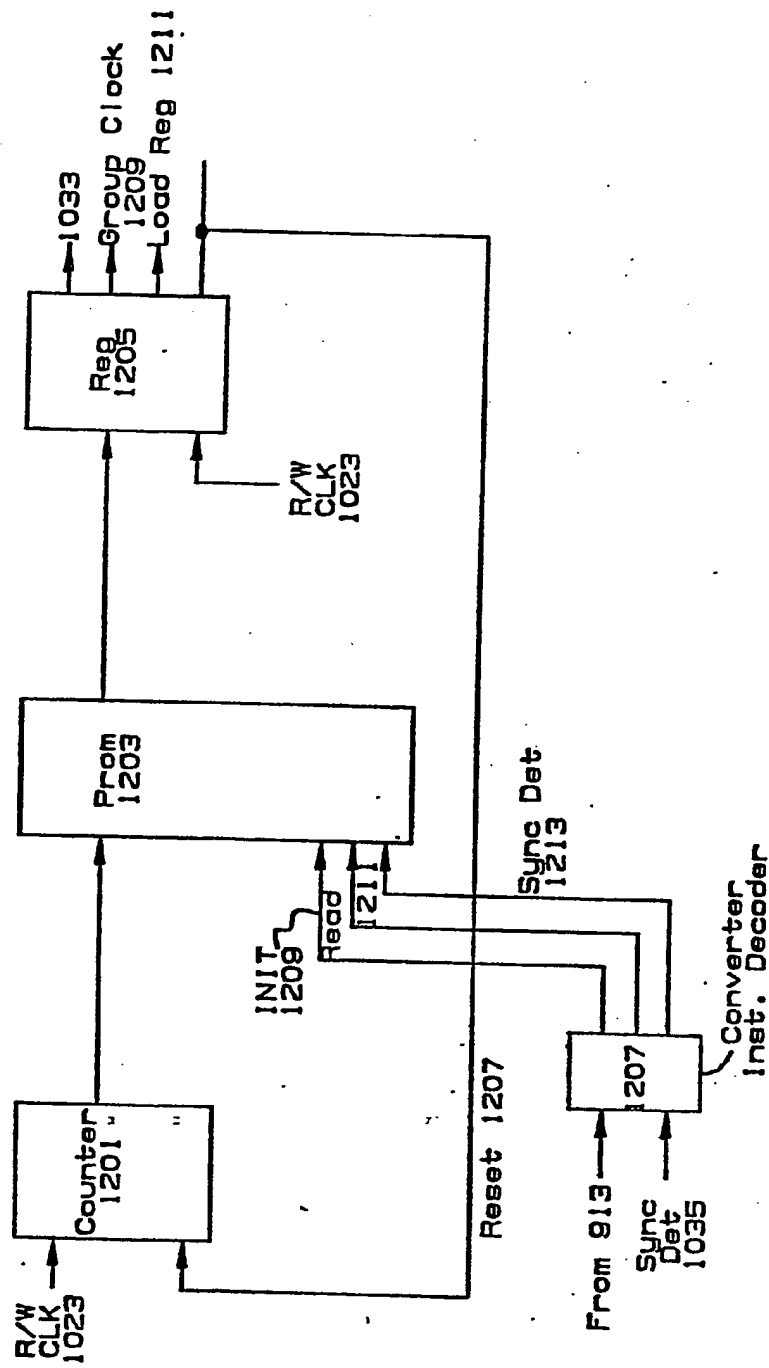 R/W
CLK
1023
Counter
1201
Prom
1203
Reg
1205
1033
Group Clock
1209
Load Reg 1211
R/W
CLK
1023
INIT
1209
Read
1211
Sync Det
1213
Reset 1207
From 913
Sync
Det
1035
1207
Converter
Inst. Decoder